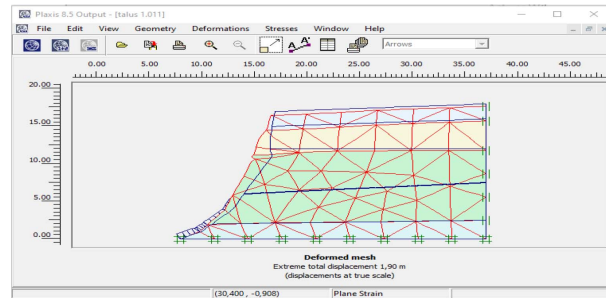 Plaxis 8.5 Output - [talus 1.011]
File Edit View Geometry Deformations Stresses Window Help
Arrows
0.00 5.00 10.00 15.00 20.00 25.00 30.00 35.00 40.00 45.00
20.00
15.00
10.00
5.00
0.00
Deformed mesh
Extreme total displacement 1,90 m
(displacements at true scale)
(30,400 , -0,908) Plane Strain